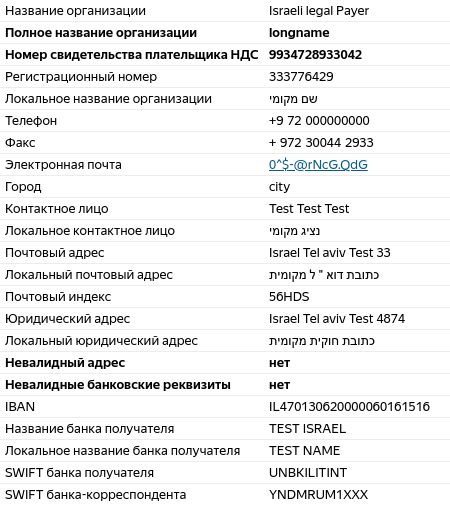 Название организации Israeli legal Payer
Полное название организации longname
Номер свидетельства плательщика НДС 9934728933042
Регистрационный номер 333776429
Локальное название организации שם מקומי
Телефон +9 72 000000000
Факс + 972 30044 2933
Электронная почта 0^$-@rNcG.QdG
Город city
Контактное лицо Test Test Test
Локальное контактное лицо נציג מקומי
Почтовый адрес Israel Tel aviv Test 33
Локальный почтовый адрес כתובת דוא " ל מקומית
Почтовый индекс 56HDS
Юридический адрес Israel Tel aviv Test 4874
Локальный юридический адрес כתובת חוקית מקומית
Невалидный адрес нет
Невалидные банковские реквизиты нет
IBAN IL470130620000060161516
Название банка получателя TEST ISRAEL
Локальное название банка получателя TEST NAME
SWIFT банка получателя UNBKILITINT
SWIFT банка-корреспондента YNDMRUM1XXX